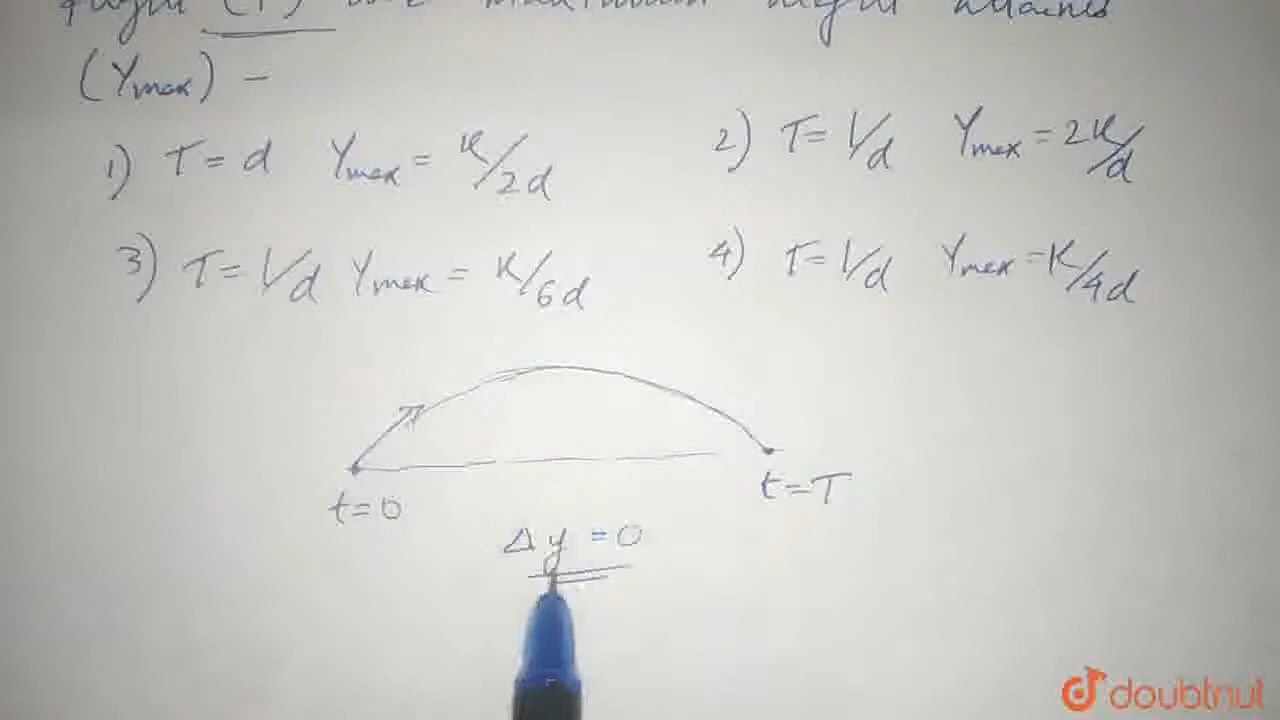 (T) maximum
(Ymax) –
1) T = d Ymax = K/2d 2) T = 1/d Ymax = 2K/d
3) T = 1/d Ymax = K/6d 4) T = 1/d Ymax = K/4d
t=0 t=T
Δy = 0
doubtnut